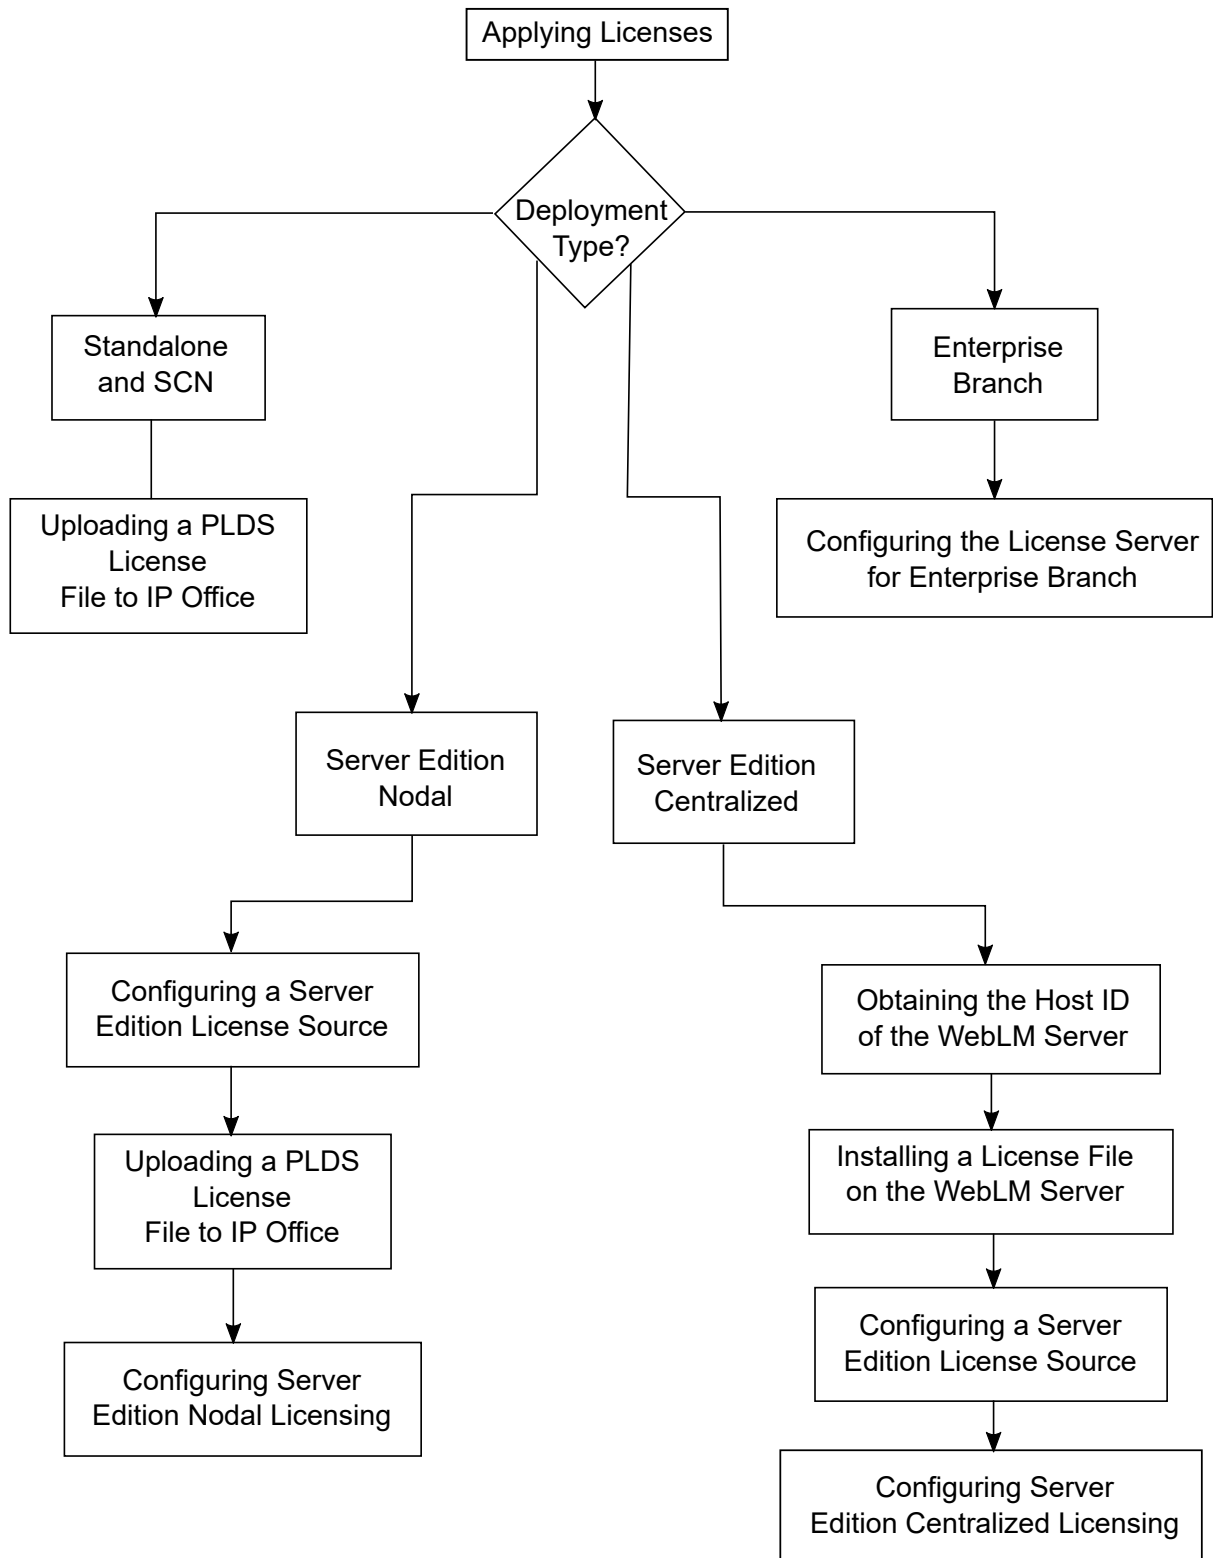 Applying Licenses
Deployment
Type?
Standalone
and SCN
Enterprise
Branch
Uploading a PLDS
License
File to IP Office
Configuring the License Server
for Enterprise Branch
Server Edition
Nodal
Server Edition
Centralized
Configuring a Server
Edition License Source
Obtaining the Host ID
of the WebLM Server
Uploading a PLDS
License
File to IP Office
Installing a License File
on the WebLM Server
Configuring a Server
Edition License Source
Configuring Server
Edition Nodal Licensing
Configuring Server
Edition Centralized Licensing